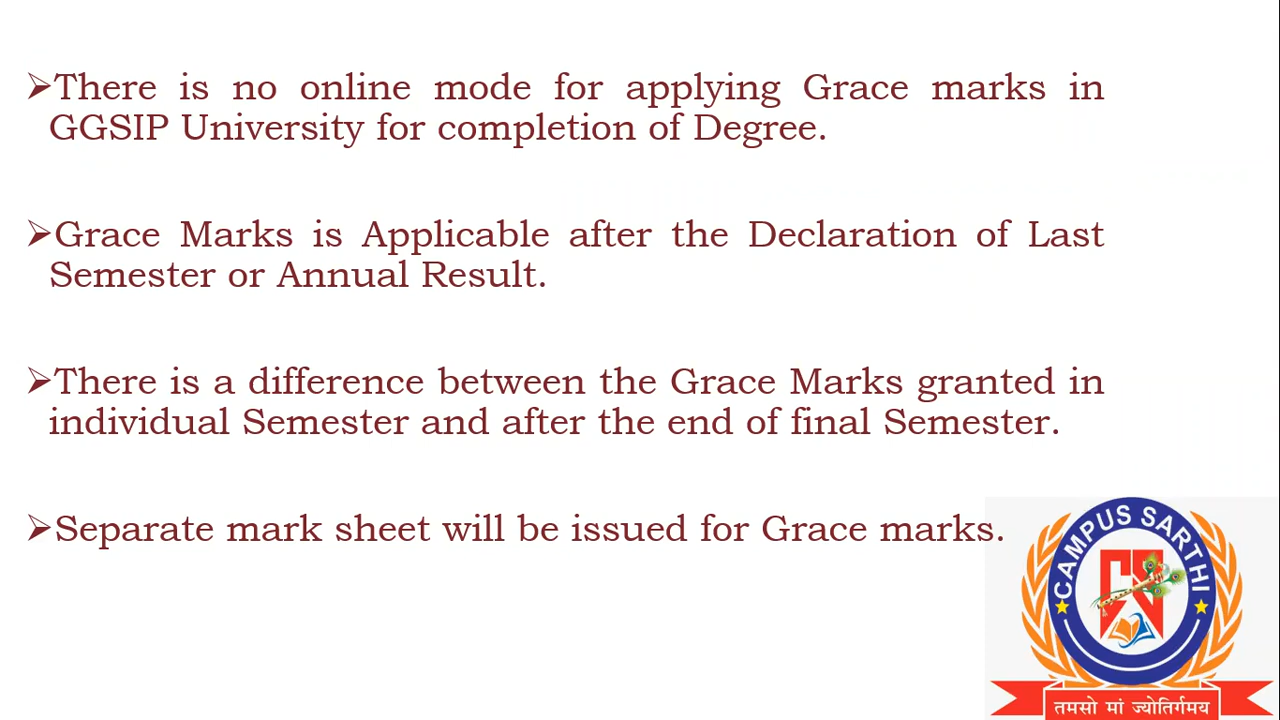 ➢There is no online mode for applying Grace marks in
GGSIP University for completion of Degree.
➢Grace Marks is Applicable after the Declaration of Last
Semester or Annual Result.
➢There is a difference between the Grace Marks granted in
individual Semester and after the end of final Semester.
➢Separate mark sheet will be issued for Grace marks.
CAMPUS SARTHI
तमसो मां ज्योतिर्गमय